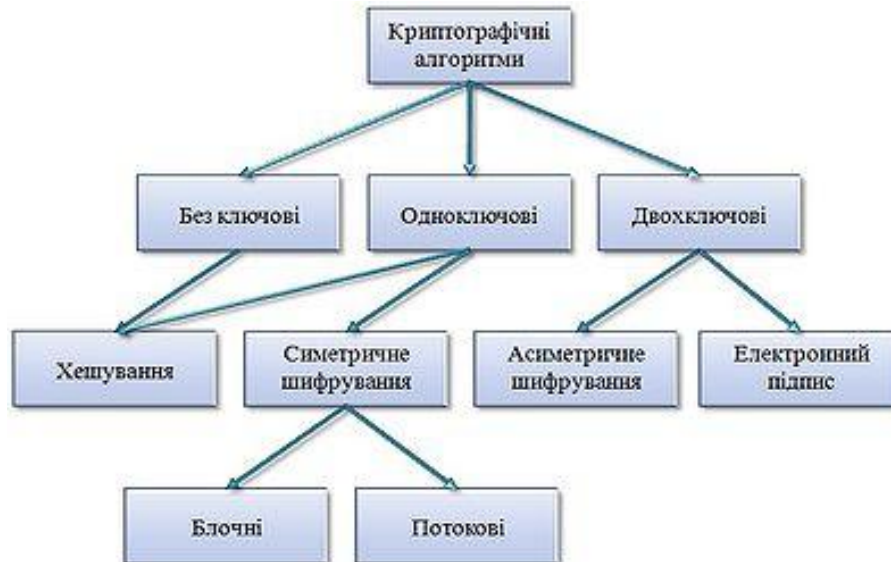 Криптографічні
алгоритми
Без ключові
Одноключові
Двохключові
Хешування
Симетричне
шифрування
Асиметричне
шифрування
Електронний
підпис
Блочні
Потокові